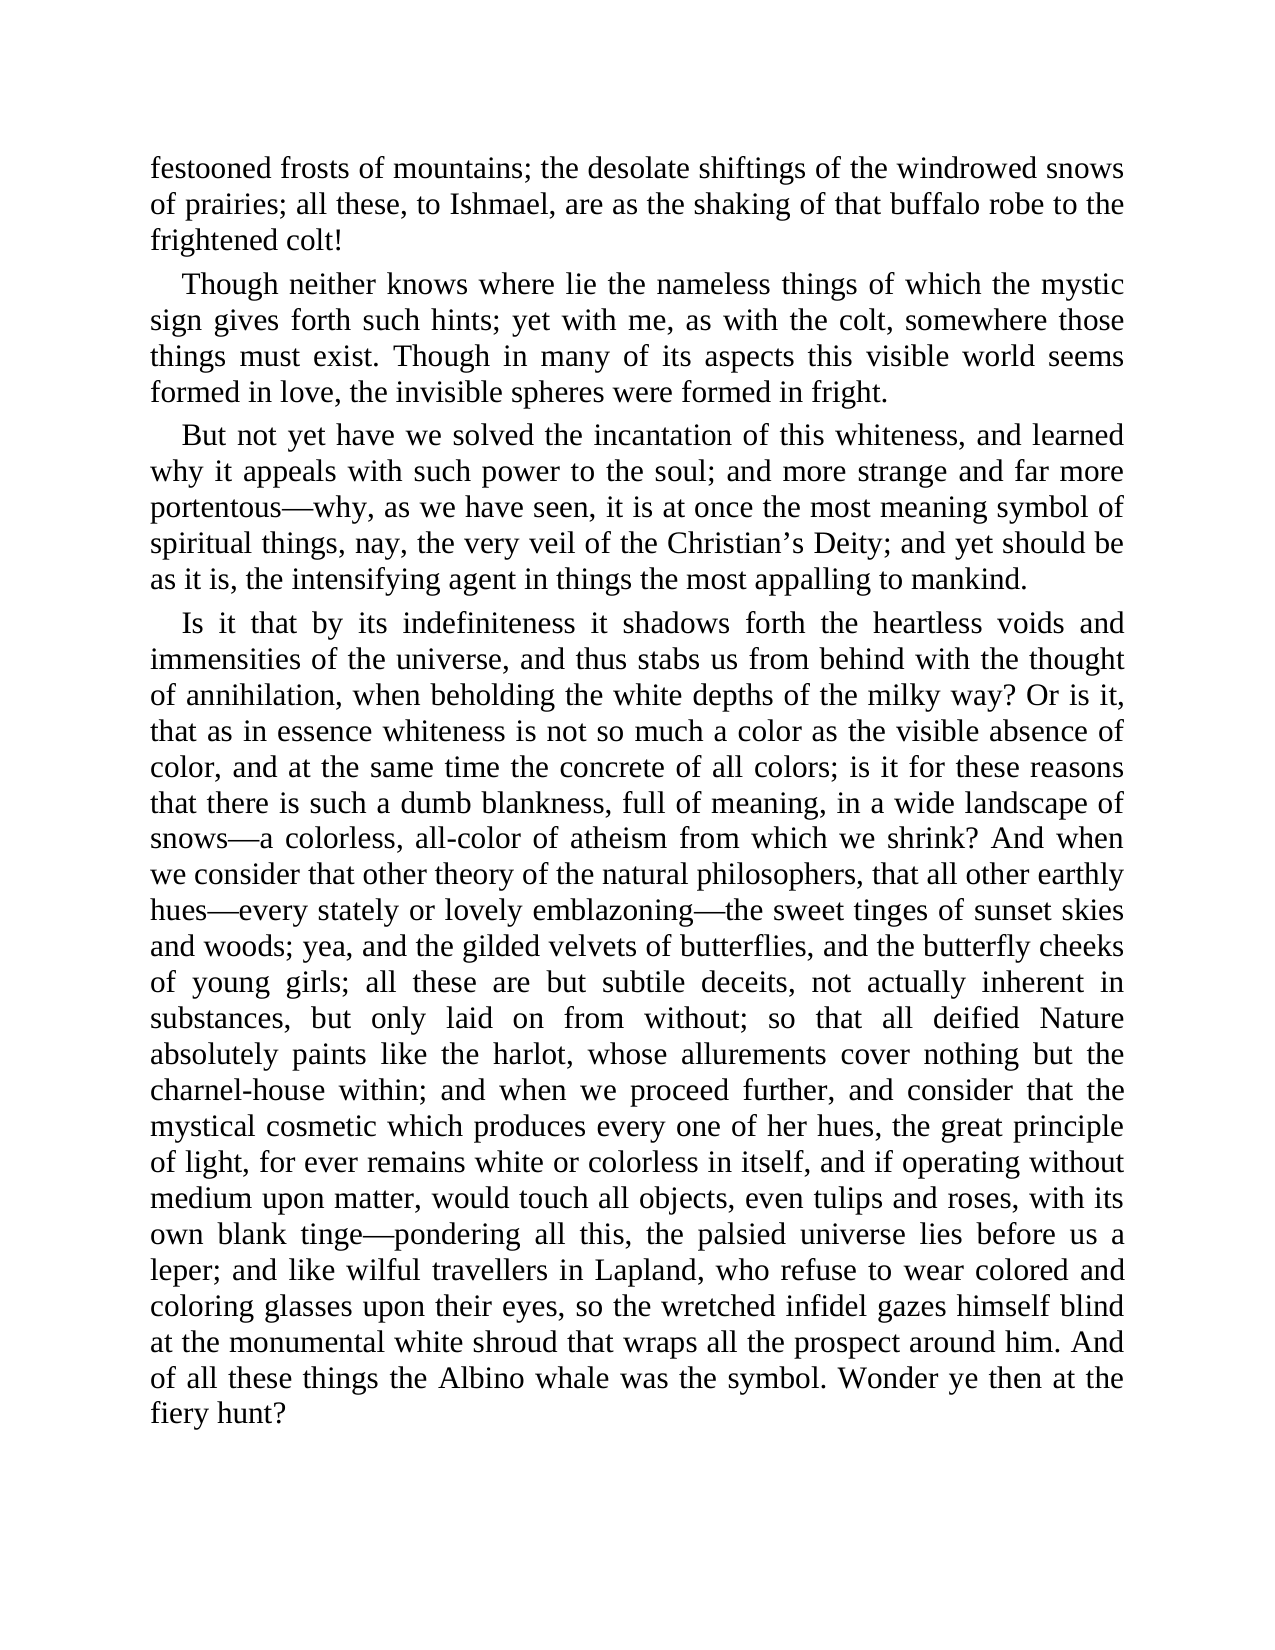 festooned frosts of mountains; the desolate shiftings of the windrowed snows
of prairies; all these, to Ishmael, are as the shaking of that buffalo robe to the
frightened colt!
Though neither knows where lie the nameless things of which the mystic
sign gives forth such hints; yet with me, as with the colt, somewhere those
things must exist. Though in many of its aspects this visible world seems
formed in love, the invisible spheres were formed in fright.
But not yet have we solved the incantation of this whiteness, and learned
why it appeals with such power to the soul; and more strange and far more
portentous—why, as we have seen, it is at once the most meaning symbol of
spiritual things, nay, the very veil of the Christian’s Deity; and yet should be
as it is, the intensifying agent in things the most appalling to mankind.
Is it that by its indefiniteness it shadows forth the heartless voids and
immensities of the universe, and thus stabs us from behind with the thought
of annihilation, when beholding the white depths of the milky way? Or is it,
that as in essence whiteness is not so much a color as the visible absence of
color, and at the same time the concrete of all colors; is it for these reasons
that there is such a dumb blankness, full of meaning, in a wide landscape of
snows—a colorless, all-color of atheism from which we shrink? And when
we consider that other theory of the natural philosophers, that all other earthly
hues—every stately or lovely emblazoning—the sweet tinges of sunset skies
and woods; yea, and the gilded velvets of butterflies, and the butterfly cheeks
of young girls; all these are but subtile deceits, not actually inherent in
substances, but only laid on from without; so that all deified Nature
absolutely paints like the harlot, whose allurements cover nothing but the
charnel-house within; and when we proceed further, and consider that the
mystical cosmetic which produces every one of her hues, the great principle
of light, for ever remains white or colorless in itself, and if operating without
medium upon matter, would touch all objects, even tulips and roses, with its
own blank tinge—pondering all this, the palsied universe lies before us a
leper; and like wilful travellers in Lapland, who refuse to wear colored and
coloring glasses upon their eyes, so the wretched infidel gazes himself blind
at the monumental white shroud that wraps all the prospect around him. And
of all these things the Albino whale was the symbol. Wonder ye then at the
fiery hunt?